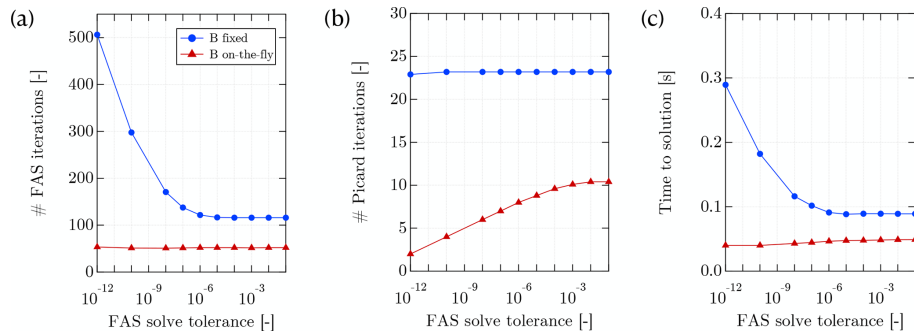 (a)
# FAS iterations [-]
500
400
300
200
100
0
B fixed
B on-the-fly
10-12
10-9
10-6
10-3
FAS solve tolerance [-]
(b)
# Picard iterations [-]
30
25
20
15
10
5
0
10-12
10-9
10-6
10-3
FAS solve tolerance [-]
(c)
Time to solution [s]
0.4
0.3
0.2
0.1
0.0
10-12
10-9
10-6
10-3
FAS solve tolerance [-]